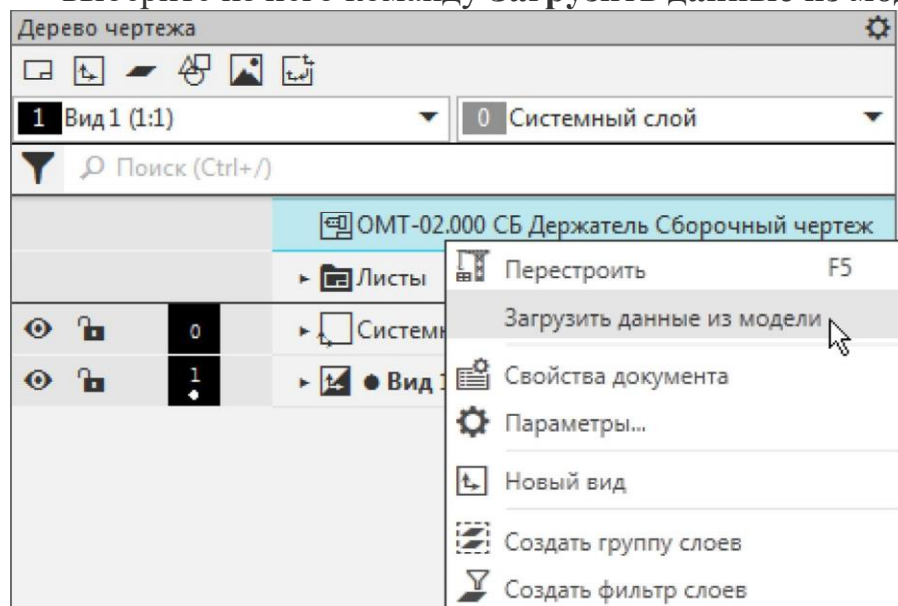 Дерево чертежа
1 Вид 1 (1:1) 0 Системный слой
Поиск (Ctrl+/)
ОМТ-02.000 СБ Держатель Сборочный чертеж
Листы
Перестроить F5
0
Загрузить данные из модели
1 Вид
Свойства документа
Параметры...
Новый вид
Создать группу слоев
Создать фильтр слоев